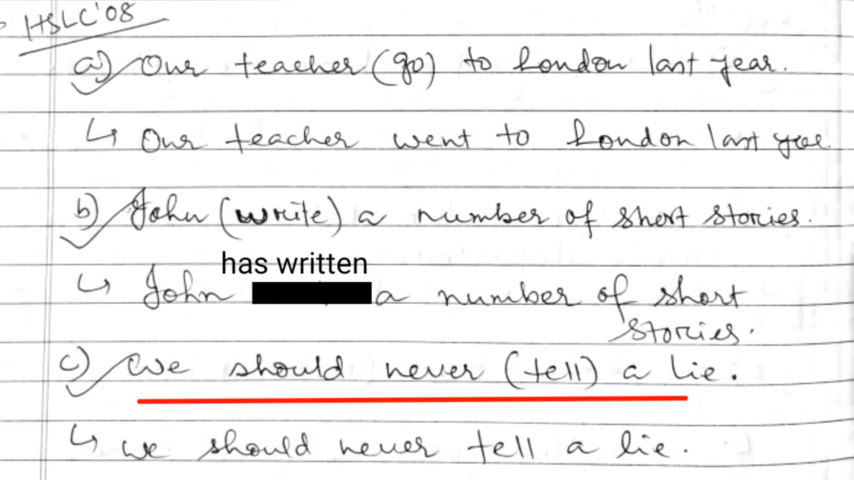 HSLC'08
a) Our teacher (go) to London last year.
↳ Our teacher went to London last year
b) John (write) a number of short stories.
has written
↳ John a number of short
stories.
c) We should never (tell) a lie.
↳ we should never tell a lie.